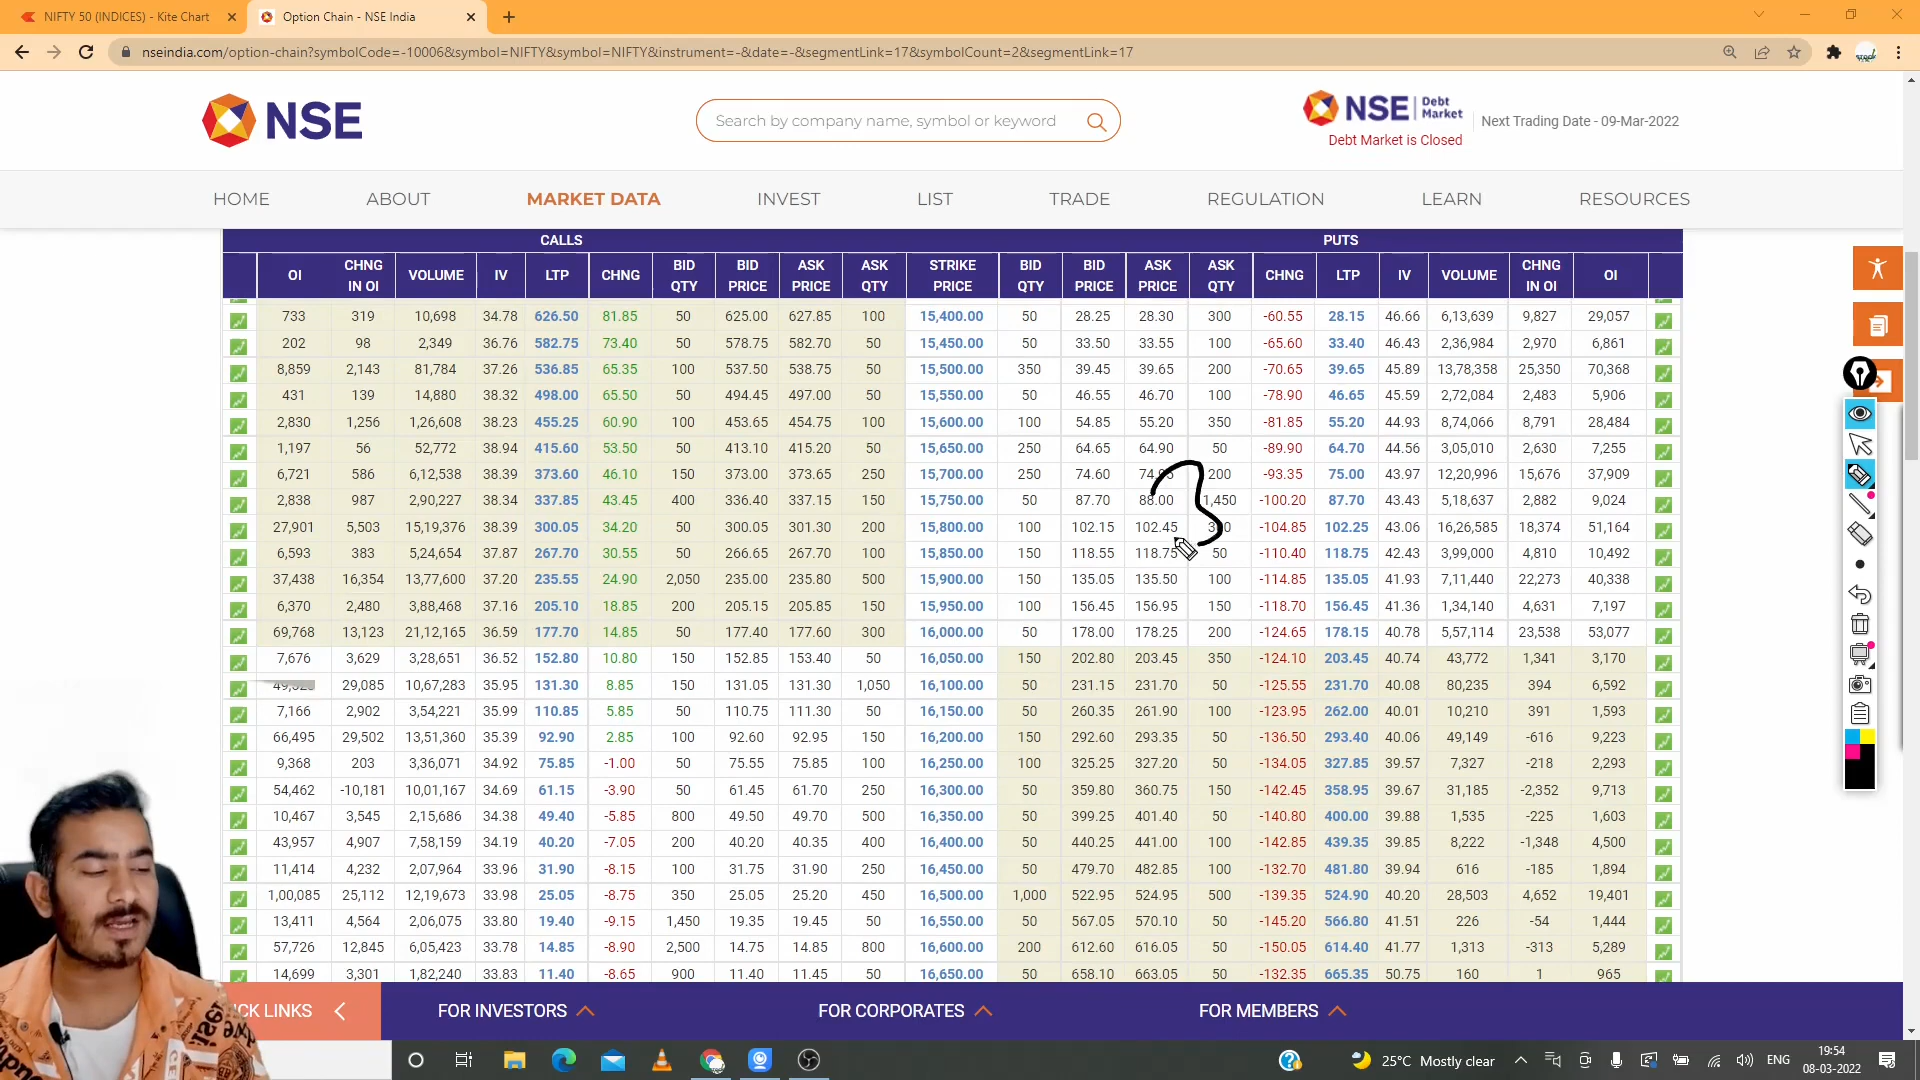 NIFTY 50 (INDICES) - Kite Chart
Option Chain - NSE India
nseindia.com/option-chain?symbolCode=-10006&symbol=NIFTY&symbol=NIFTY&instrument=-&date=-&segmentLink=17&symbolCount=2&segmentLink=17
NSE
Search by company name, symbol or keyword
NSE Debt Market
Debt Market is Closed
Next Trading Date - 09-Mar-2022
HOME ABOUT MARKET DATA INVEST LIST TRADE REGULATION LEARN RESOURCES
CALLS PUTS
OI CHNG IN OI VOLUME IV LTP CHNG BID QTY BID PRICE ASK PRICE ASK QTY STRIKE PRICE BID QTY BID PRICE ASK PRICE ASK QTY CHNG LTP IV VOLUME CHNG IN OI OI
733 319 10,698 34.78 626.50 81.85 50 625.00 627.85 100 15,400.00 50 28.25 28.30 300 -60.55 28.15 46.66 6,13,639 9,827 29,057
202 98 2,349 36.76 582.75 73.40 50 578.75 582.70 50 15,450.00 50 33.50 33.55 100 -65.60 33.40 46.43 2,36,984 2,970 6,861
8,859 2,143 81,784 37.26 536.85 65.35 100 537.50 538.75 50 15,500.00 350 39.45 39.65 200 -70.65 39.65 45.89 13,78,358 25,350 70,368
431 139 14,880 38.32 498.00 65.50 50 494.45 497.00 50 15,550.00 50 46.55 46.70 100 -78.90 46.65 45.59 2,72,084 2,483 5,906
2,830 1,256 1,26,608 38.23 455.25 60.90 100 453.65 454.75 100 15,600.00 100 54.85 55.20 350 -81.85 55.20 44.93 8,74,066 8,791 28,484
1,197 56 52,772 38.94 415.60 53.50 50 413.10 415.20 50 15,650.00 250 64.65 64.90 50 -89.90 64.70 44.56 3,05,010 2,630 7,255
6,721 586 6,12,538 38.39 373.60 46.10 150 373.00 373.65 250 15,700.00 250 74.60 200 -93.35 75.00 43.97 12,20,996 15,676 37,909
2,838 987 2,90,227 38.34 337.85 43.45 400 336.40 337.15 150 15,750.00 50 87.70 88.00 1,450 -100.20 87.70 43.43 5,18,637 2,882 9,024
27,901 5,503 15,19,376 38.39 300.05 34.20 50 300.05 301.30 200 15,800.00 100 102.15 102.45 -104.85 102.25 43.06 16,26,585 18,374 51,164
6,593 383 5,24,654 37.87 267.70 30.55 50 266.65 267.70 100 15,850.00 150 118.55 118.75 50 -110.40 118.75 42.43 3,99,000 4,810 10,492
37,438 16,354 13,77,600 37.20 235.55 24.90 2,050 235.00 235.80 500 15,900.00 150 135.05 135.50 100 -114.85 135.05 41.93 7,11,440 22,273 40,338
6,370 2,480 3,88,468 37.16 205.10 18.85 200 205.15 205.85 150 15,950.00 100 156.45 156.95 150 -118.70 156.45 41.36 1,34,140 4,631 7,197
69,768 13,123 21,12,165 36.59 177.70 14.85 50 177.40 177.60 300 16,000.00 50 178.00 178.25 200 -124.65 178.15 40.78 5,57,114 23,538 53,077
7,676 3,629 3,28,651 36.52 152.80 10.80 150 152.85 153.40 50 16,050.00 150 202.80 203.45 350 -124.10 203.45 40.74 43,772 1,341 3,170
29,085 10,67,283 35.95 131.30 8.85 150 131.05 131.30 1,050 16,100.00 50 231.15 231.70 50 -125.55 231.70 40.08 80,235 394 6,592
7,166 2,902 3,54,221 35.99 110.85 5.85 50 110.75 111.30 50 16,150.00 50 260.35 261.90 100 -123.95 262.00 40.01 10,210 391 1,593
66,495 29,502 13,51,360 35.39 92.90 2.85 100 92.60 92.95 150 16,200.00 150 292.60 293.35 50 -136.50 293.40 40.06 49,149 -616 9,223
9,368 203 3,36,071 34.92 75.85 -1.00 50 75.55 75.85 100 16,250.00 100 325.25 327.20 50 -134.05 327.85 39.57 7,327 -218 2,293
54,462 -10,181 10,01,167 34.69 61.15 -3.90 50 61.45 61.70 250 16,300.00 50 359.80 360.75 150 -142.45 358.95 39.67 31,185 -2,352 9,713
10,467 3,545 2,15,686 34.38 49.40 -5.85 800 49.50 49.70 500 16,350.00 50 399.25 401.40 50 -140.80 400.00 39.88 1,535 -225 1,603
43,957 4,907 7,58,159 34.19 40.20 -7.05 200 40.20 40.35 400 16,400.00 50 440.25 441.00 100 -142.85 439.35 39.85 8,222 -1,348 4,500
11,414 4,232 2,07,964 33.96 31.90 -8.15 100 31.75 31.90 250 16,450.00 50 479.70 482.85 100 -132.70 481.80 39.94 616 -185 1,894
1,00,085 25,112 12,19,673 33.98 25.05 -8.75 350 25.05 25.20 450 16,500.00 1,000 522.95 524.95 500 -139.35 524.90 40.20 28,503 4,652 19,401
13,411 4,564 2,06,075 33.80 19.40 -9.15 1,450 19.35 19.45 50 16,550.00 50 567.05 570.10 50 -145.20 566.80 41.51 226 -54 1,444
57,726 12,845 6,05,423 33.78 14.85 -8.90 2,500 14.75 14.85 800 16,600.00 200 612.60 616.05 50 -150.05 614.40 41.77 1,313 -313 5,289
14,699 3,301 1,82,240 33.83 11.40 -8.65 900 11.40 11.45 50 16,650.00 50 658.10 663.05 50 -132.35 665.35 50.75 160 1 965
LINKS FOR INVESTORS FOR CORPORATES FOR MEMBERS
25°C Mostly clear ENG 19:54
08-03-2022